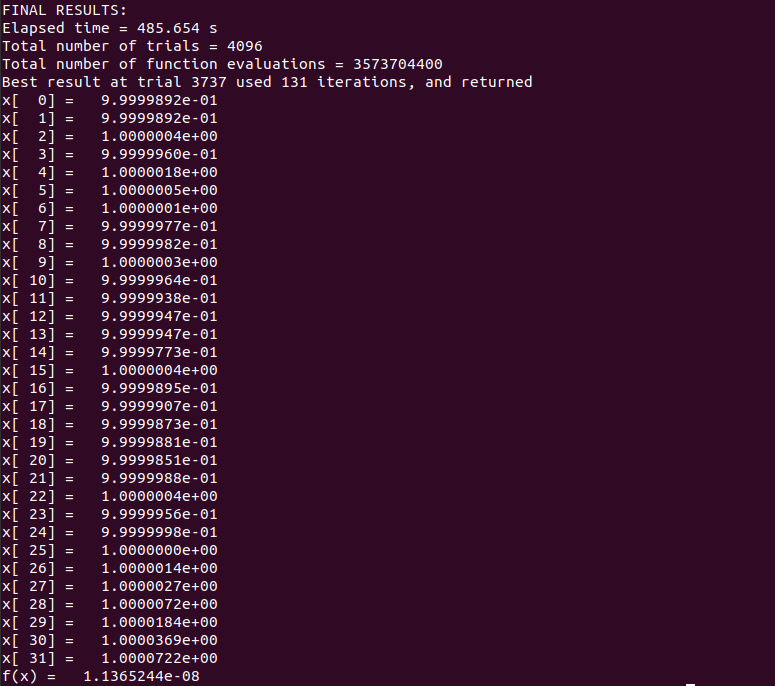 FINAL RESULTS:
Elapsed time = 485.654 s
Total number of trials = 4096
Total number of function evaluations = 3573704400
Best result at trial 3737 used 131 iterations, and returned
x[  0] =   9.9999892e-01
x[  1] =   9.9999892e-01
x[  2] =   1.0000004e+00
x[  3] =   9.9999960e-01
x[  4] =   1.0000018e+00
x[  5] =   1.0000005e+00
x[  6] =   1.0000001e+00
x[  7] =   9.9999977e-01
x[  8] =   9.9999982e-01
x[  9] =   1.0000003e+00
x[ 10] =   9.9999964e-01
x[ 11] =   9.9999938e-01
x[ 12] =   9.9999947e-01
x[ 13] =   9.9999947e-01
x[ 14] =   9.9999773e-01
x[ 15] =   1.0000004e+00
x[ 16] =   9.9999895e-01
x[ 17] =   9.9999907e-01
x[ 18] =   9.9999873e-01
x[ 19] =   9.9999881e-01
x[ 20] =   9.9999851e-01
x[ 21] =   9.9999988e-01
x[ 22] =   1.0000004e+00
x[ 23] =   9.9999956e-01
x[ 24] =   9.9999998e-01
x[ 25] =   1.0000000e+00
x[ 26] =   1.0000014e+00
x[ 27] =   1.0000027e+00
x[ 28] =   1.0000072e+00
x[ 29] =   1.0000184e+00
x[ 30] =   1.0000369e+00
x[ 31] =   1.0000722e+00
f(x) =   1.1365244e-08